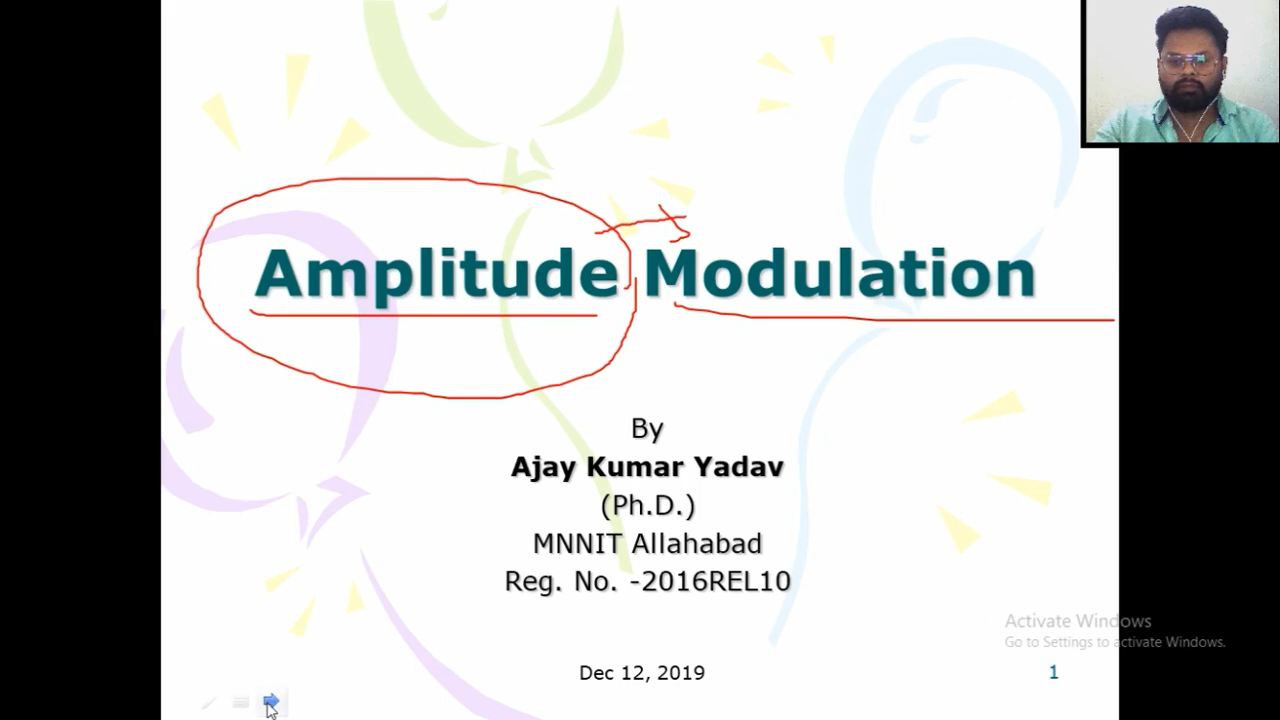 Amplitude Modulation
By
Ajay Kumar Yadav
(Ph.D.)
MNNIT Allahabad
Reg. No. -2016REL10
Activate Windows
Go to Settings to activate Windows.
Dec 12, 2019
1